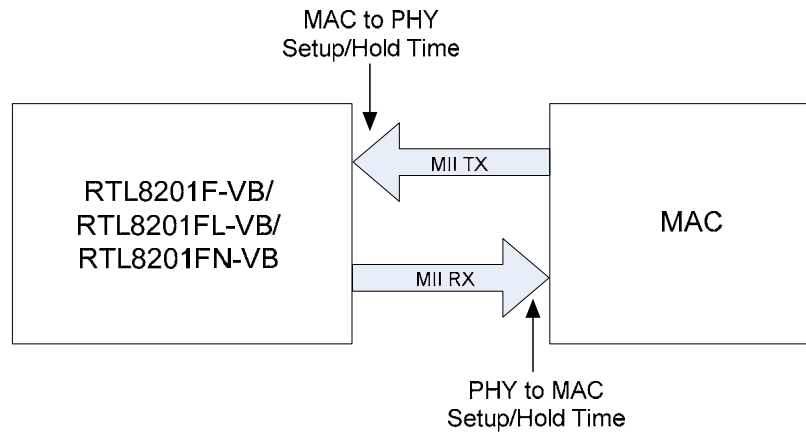 MAC to PHY
Setup/Hold Time
MII TX
RTL8201F-VB/
RTL8201FL-VB/
RTL8201FN-VB
MAC
MII RX
PHY to MAC
Setup/Hold Time